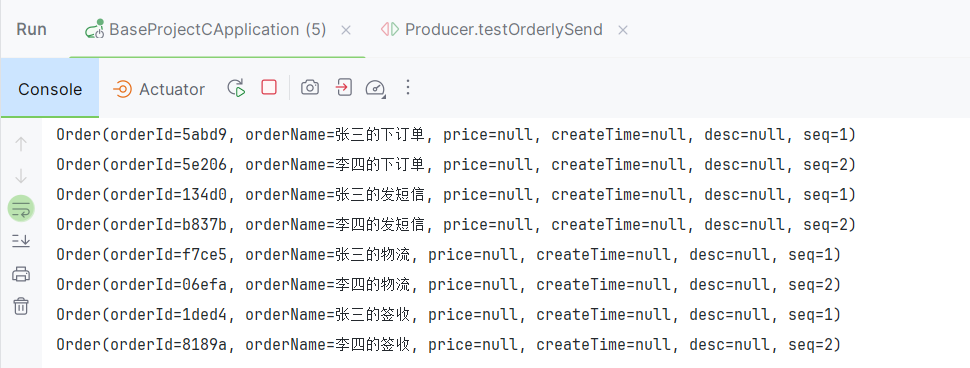 Run BaseProjectCApplication (5) × Producer.testOrderlySend ×
Console Actuator
Order(orderId=5abd9, orderName=张三的下订单, price=null, createTime=null, desc=null, seq=1)
Order(orderId=5e206, orderName=李四的下订单, price=null, createTime=null, desc=null, seq=2)
Order(orderId=134d0, orderName=张三的发短信, price=null, createTime=null, desc=null, seq=1)
Order(orderId=b837b, orderName=李四的发短信, price=null, createTime=null, desc=null, seq=2)
Order(orderId=f7ce5, orderName=张三的物流, price=null, createTime=null, desc=null, seq=1)
Order(orderId=06efa, orderName=李四的物流, price=null, createTime=null, desc=null, seq=2)
Order(orderId=1ded4, orderName=张三的签收, price=null, createTime=null, desc=null, seq=1)
Order(orderId=8189a, orderName=李四的签收, price=null, createTime=null, desc=null, seq=2)